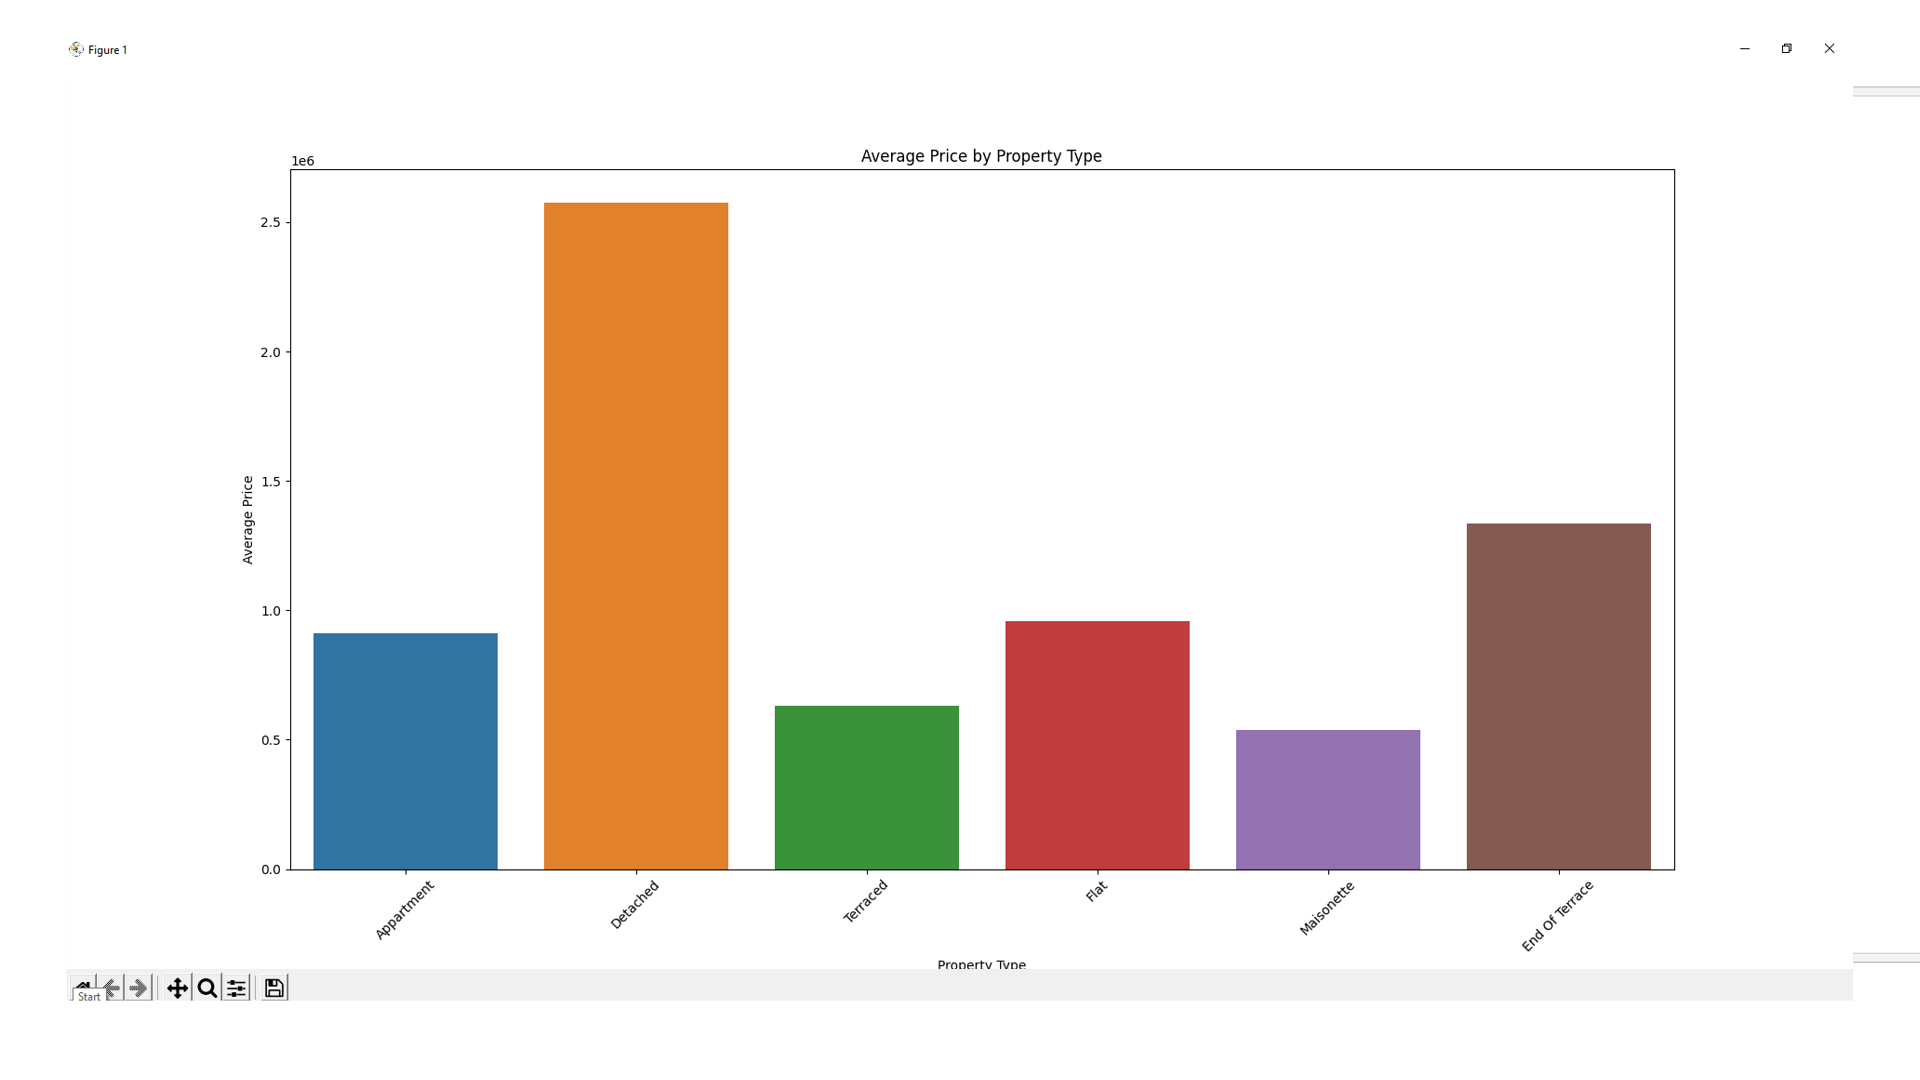 Figure 1
Average Price by Property Type
1e6
2.5
2.0
1.5
1.0
0.5
0.0
Average Price
Appartment
Detached
Terraced
Flat
Maisonette
End Of Terrace
Property Type
Start